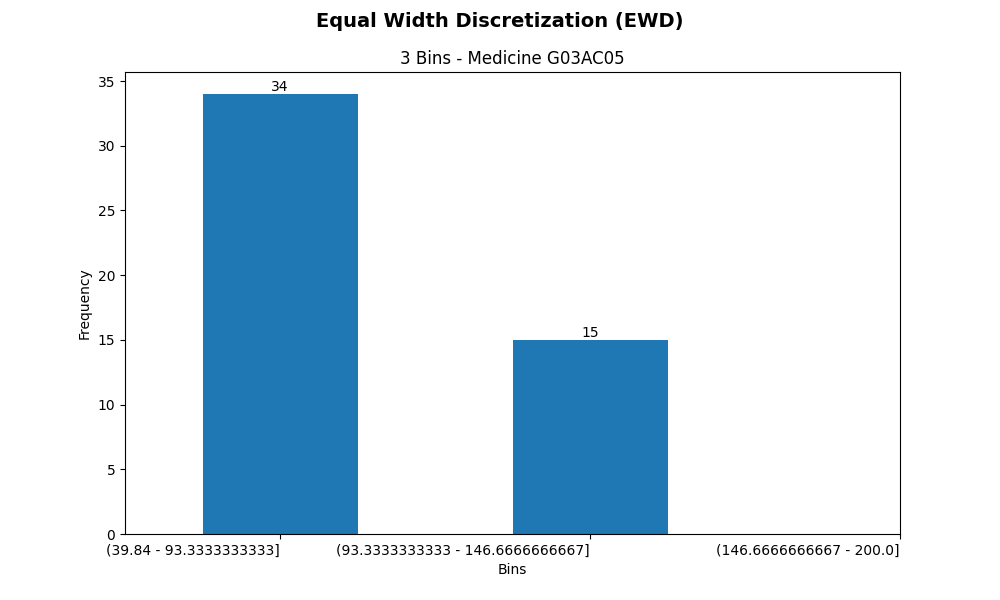 Equal Width Discretization (EWD)
3 Bins - Medicine G03AC05
35
34
30
25
20
15
15
10
5
0
Frequency
(39.84 - 93.3333333333]
(93.3333333333 - 146.6666666667]
(146.6666666667 - 200.0]
Bins